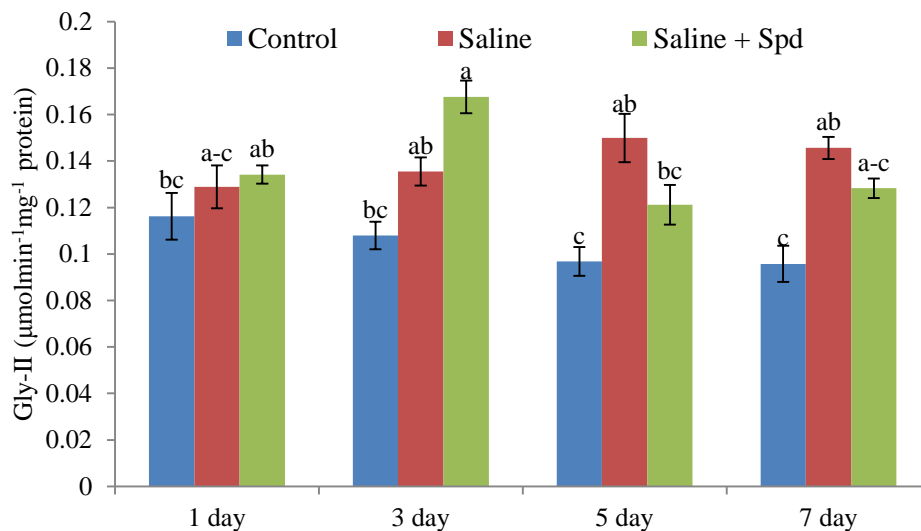 Control Saline Saline + Spd
Gly-II (µmolmin⁻¹mg⁻¹ protein)
0.2
0.18
0.16
0.14
0.12
0.1
0.08
0.06
0.04
0.02
0
bc a-c ab
bc ab a
c ab bc
c ab a-c
1 day 3 day 5 day 7 day